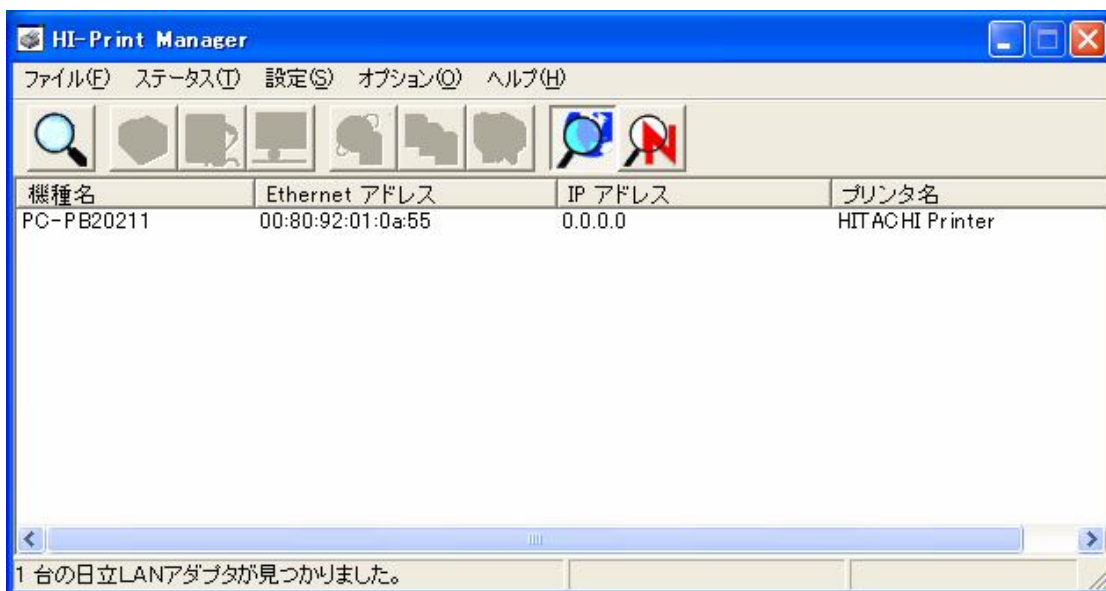 HI-Print Manager
ファイル(F) ステータス(T) 設定(S) オプション(O) ヘルプ(H)
機種名 Ethernet アドレス IP アドレス プリンタ名
PC-PB20211 00:80:92:01:0a:55 0.0.0.0 HITACHI Printer
1 台の日立LANアダプタが見つかりました。